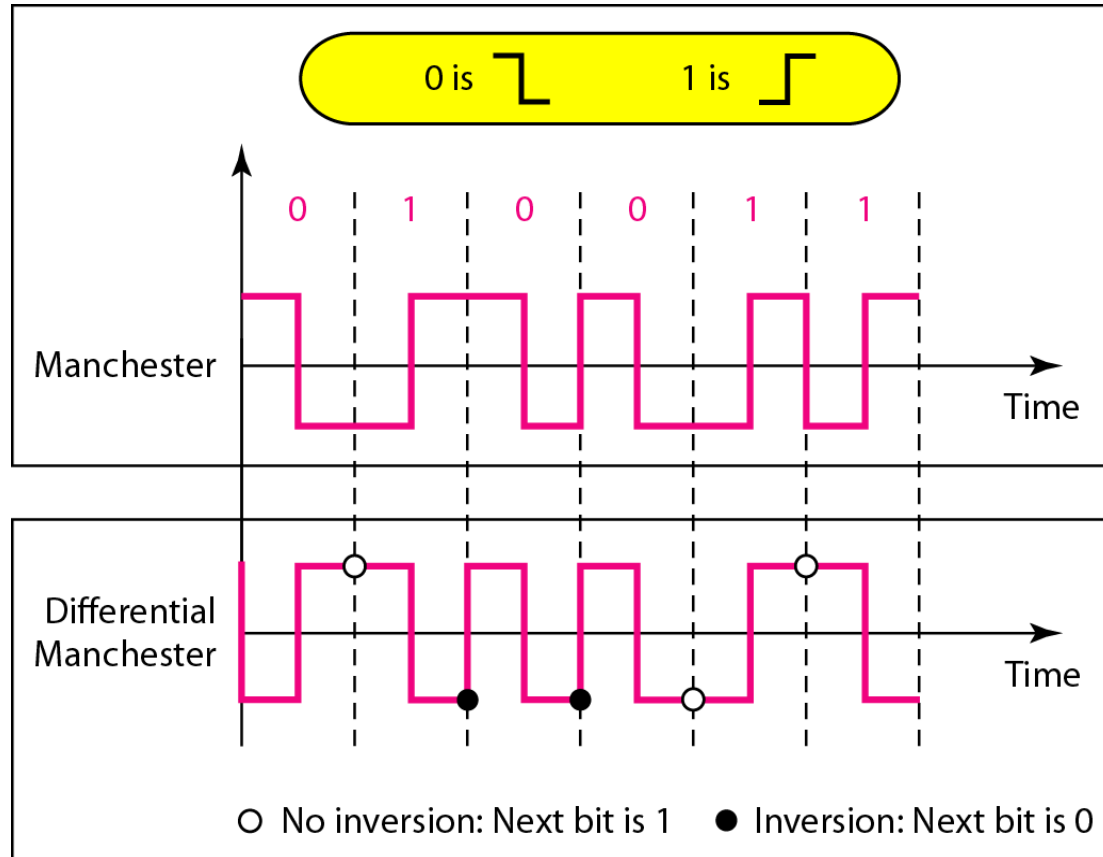 0 is 1 is
0 1 0 0 1 1
Manchester
Time
Differential
Manchester
Time
No inversion: Next bit is 1 Inversion: Next bit is 0